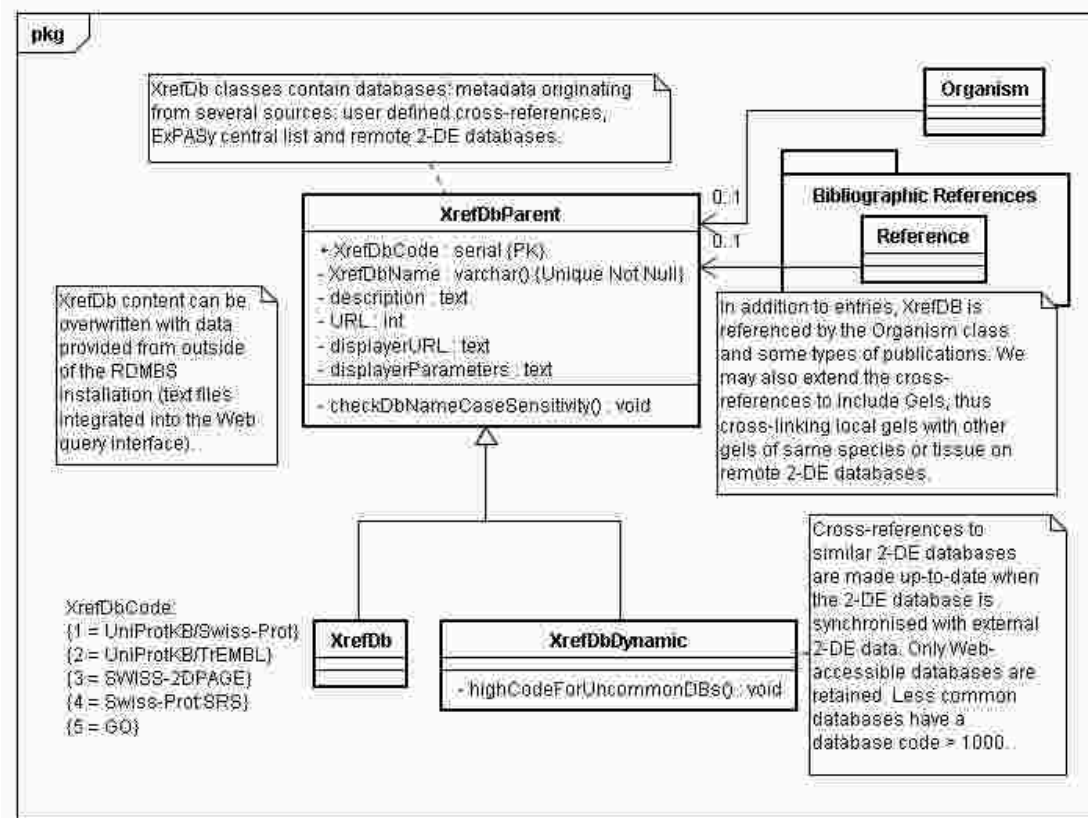 pkg
XrefDb classes contain databases: metadata originating
from several sources: user defined cross-references,
ExPASy central list and remote 2-DE databases.
Organism
Bibliographic References
Reference
0..1
0..1
XrefDbParent
+ XrefDbCode : serial {PK}
- XrefDbName : varchar() {Unique Not Null}
- description : text
- URL : int
- displayerURL : text
- displayerParameters : text
- checkDbNameCaseSensitivity() : void
XrefDb content can be
overwritten with data
provided from outside
of the RDMBS
installation (text files
integrated into the Web
query interface).
In addition to entries, XrefDB is
referenced by the Organism class
and some types of publications. We
may also extend the cross-
references to include Gels, thus
cross-linking local gels with other
gels of same species or tissue on
remote 2-DE databases.
Cross-references to
similar 2-DE databases
are made up-to-date when
the 2-DE database is
synchronised with external
2-DE data. Only Web-
accessible databases are
retained. Less common
databases have a
database code > 1000.
XrefDbCode:
{1 = UniProtKB/Swiss-Prot}
{2 = UniProtKB/TrEMBL}
{3 = SWISS-2DPAGE}
{4 = Swiss-Prot:SRS}
{5 = GO}
XrefDb
XrefDbDynamic
- highCodeForUncommonDBs() : void